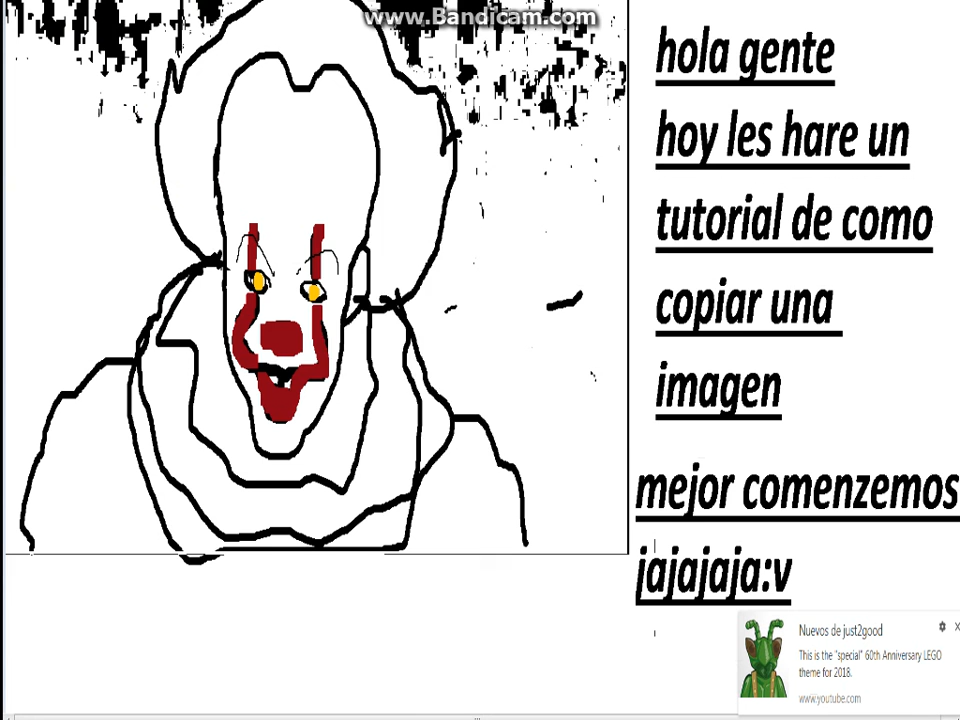 www.Bandicam.com
hola gente
hoy les hare un
tutorial de como
copiar una
imagen
mejor comenzemos
jajajaja:v
Nuevos de just2good
This is the "special" 60th Anniversary LEGO
theme for 2018.
www.youtube.com